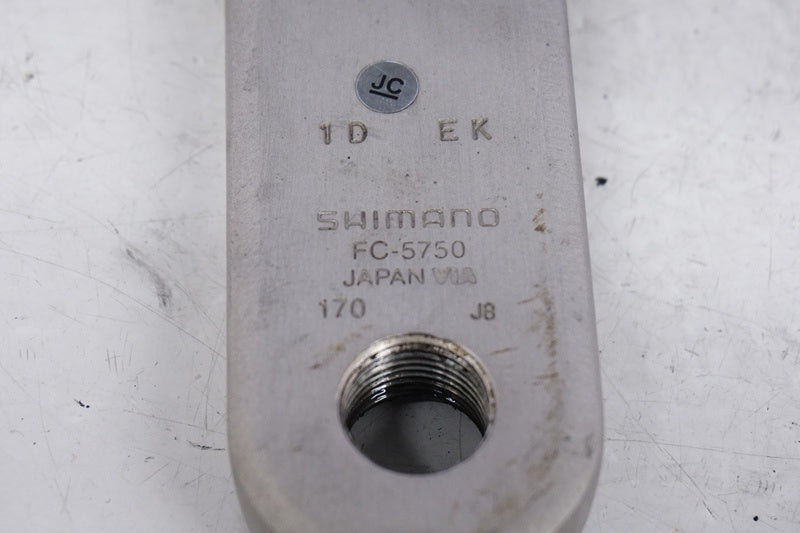 JC
1D EK
SHIMANO
FC-5750
JAPAN VIA
170 J8